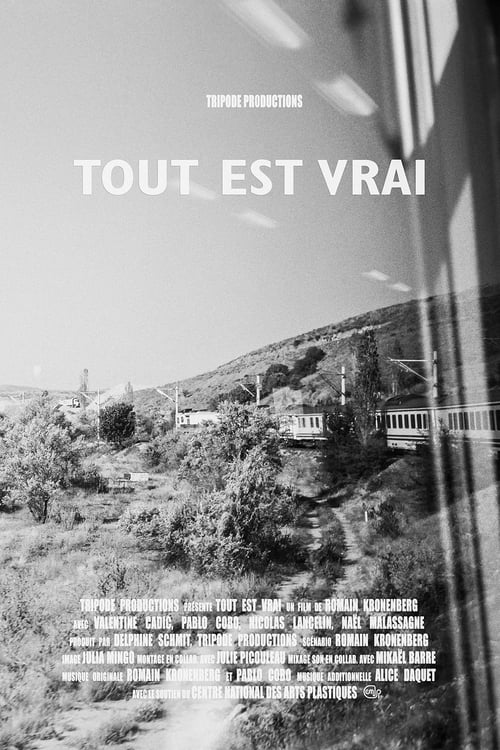 TRIPODE PRODUCTIONS
TOUT EST VRAI
TRIPODE PRODUCTIONS PRÉSENTE TOUT EST VRAI UN FILM DE ROMAIN KRONENBERG
AVEC VALENTINE CADIC, PABLO COBO, NICOLAS LANCELIN, NAËL MALASSAGNE
PRODUIT PAR DELPHINE SCHMIT, TRIPODE PRODUCTIONS SCÉNARIO ROMAIN KRONENBERG
IMAGE JULIA MINGO MONTAGE EN COLLAB. AVEC JULIE PICOULEAU MIXAGE SON EN COLLAB. AVEC MIKAËL BARRE
MUSIQUE ORIGINALE ROMAIN KRONENBERG ET PABLO COBO MUSIQUE ADDITIONNELLE ALICE DAQUET
AVEC LE SOUTIEN DU CENTRE NATIONAL DES ARTS PLASTIQUES